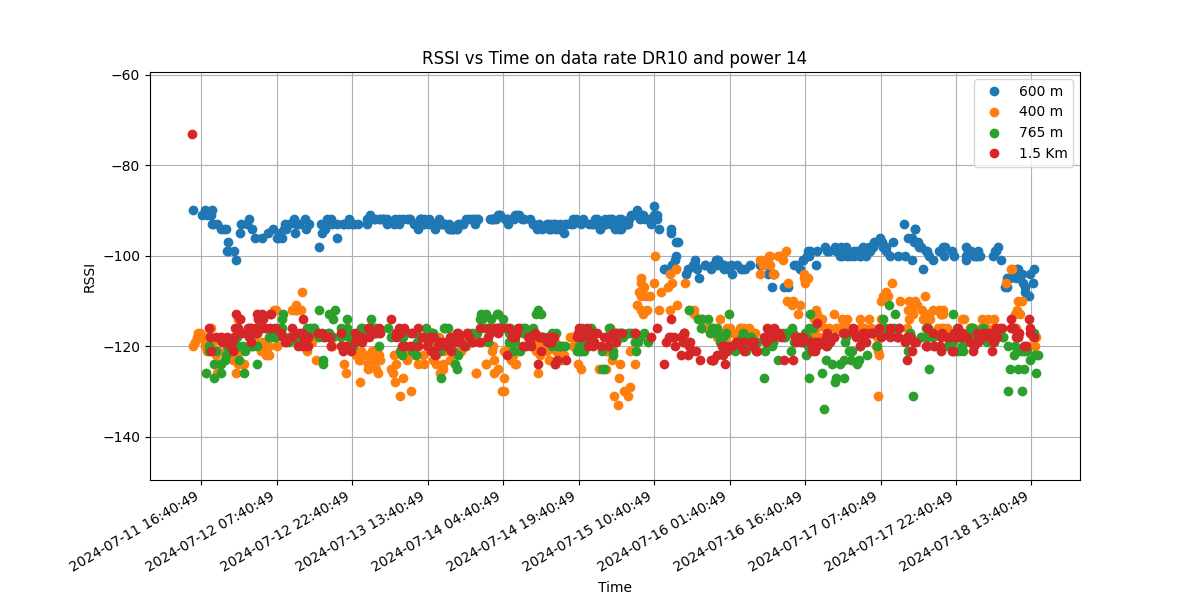 RSSI vs Time on data rate DR10 and power 14
600 m
400 m
765 m
1.5 Km
−60
−80
−100
−120
−140
RSSI
2024-07-11 16:40:49
2024-07-12 07:40:49
2024-07-12 22:40:49
2024-07-13 13:40:49
2024-07-14 04:40:49
2024-07-14 19:40:49
2024-07-15 10:40:49
2024-07-16 01:40:49
2024-07-16 16:40:49
2024-07-17 07:40:49
2024-07-17 22:40:49
2024-07-18 13:40:49
Time